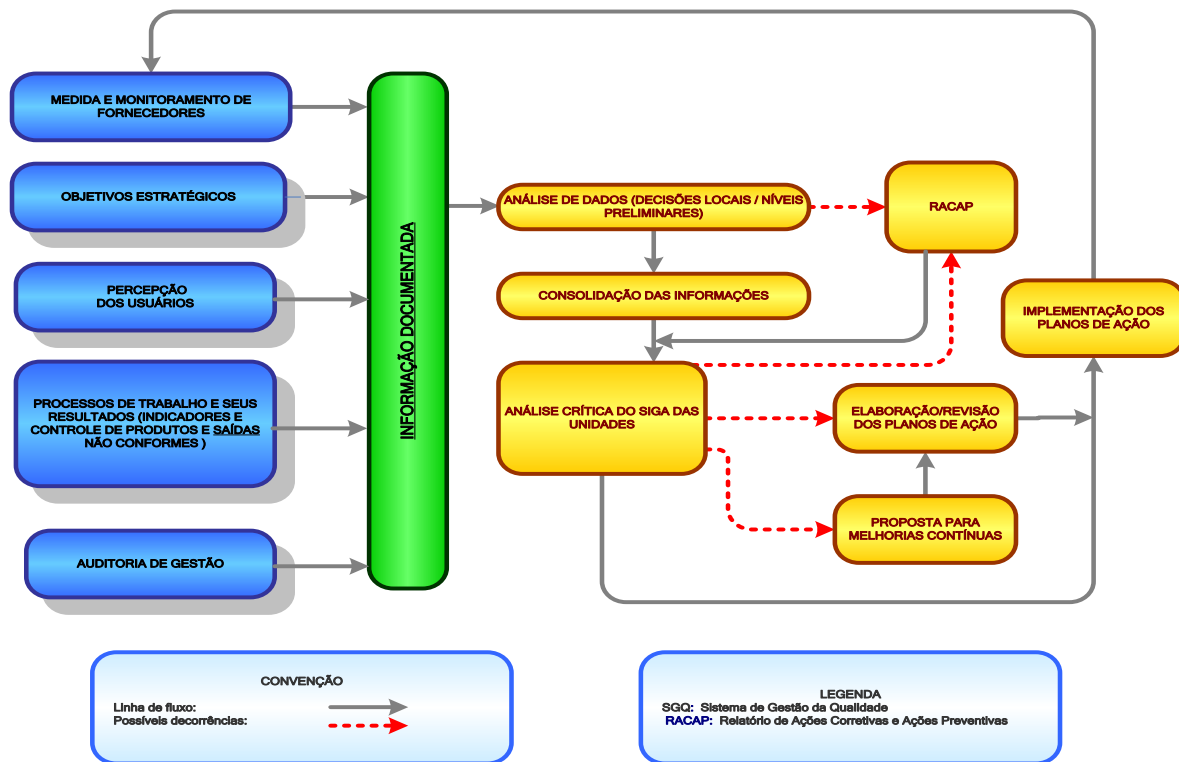 MEDIDA E MONITORAMENTO DE
FORNECEDORES
OBJETIVOS ESTRATÉGICOS
PERCEPÇÃO
DOS USUÁRIOS
PROCESSOS DE TRABALHO E SEUS
RESULTADOS (INDICADORES E
CONTROLE DE PRODUTOS E SAÍDAS
NÃO CONFORMES )
AUDITORIA DE GESTÃO
INFORMAÇÃO DOCUMENTADA
ANÁLISE DE DADOS (DECISÕES LOCAIS / NÍVEIS
PRELIMINARES)
RACAP
CONSOLIDAÇÃO DAS INFORMAÇÕES
IMPLEMENTAÇÃO DOS
PLANOS DE AÇÃO
ANÁLISE CRÍTICA DO SIGA DAS
UNIDADES
ELABORAÇÃO/REVISÃO
DOS PLANOS DE AÇÃO
PROPOSTA PARA
MELHORIAS CONTÍNUAS
CONVENÇÃO
Linha de fluxo:
Possíveis decorrências:
LEGENDA
SGQ: Sistema de Gestão da Qualidade
RACAP: Relatório de Ações Corretivas e Ações Preventivas